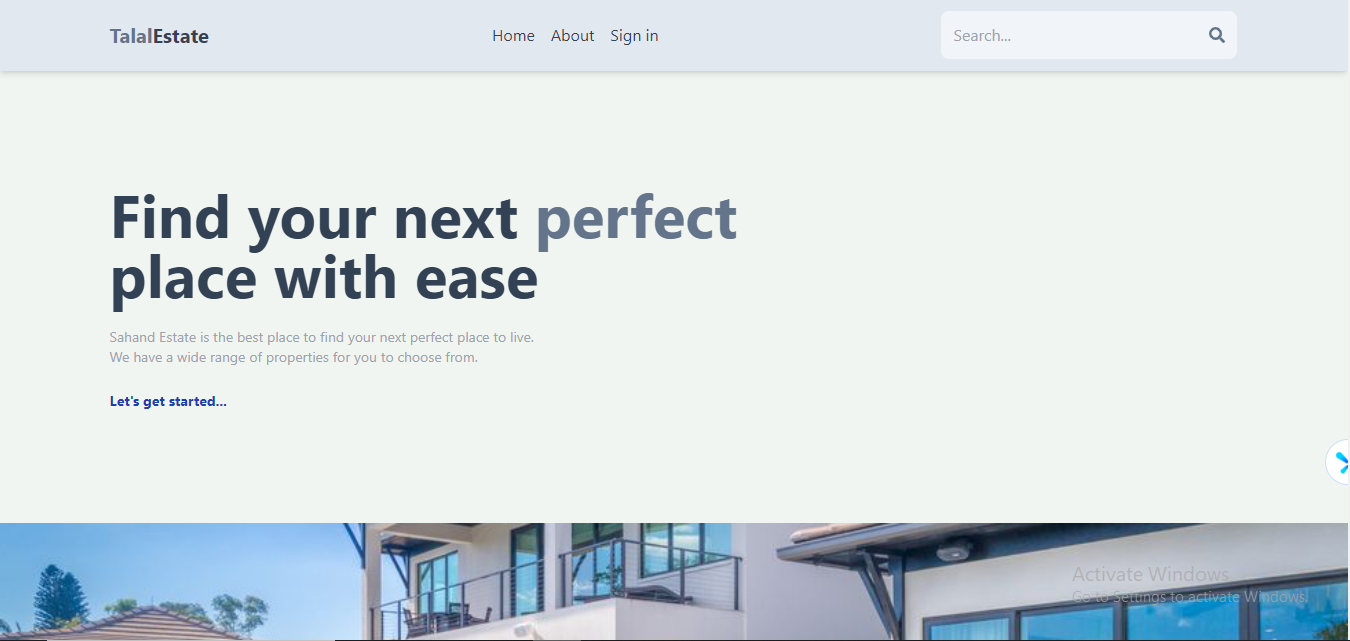 TalalEstate
Home About Sign in
Search...
Find your next perfect
place with ease
Sahand Estate is the best place to find your next perfect place to live.
We have a wide range of properties for you to choose from.
Let's get started...
Activate Windows
Go to Settings to activate Windows.